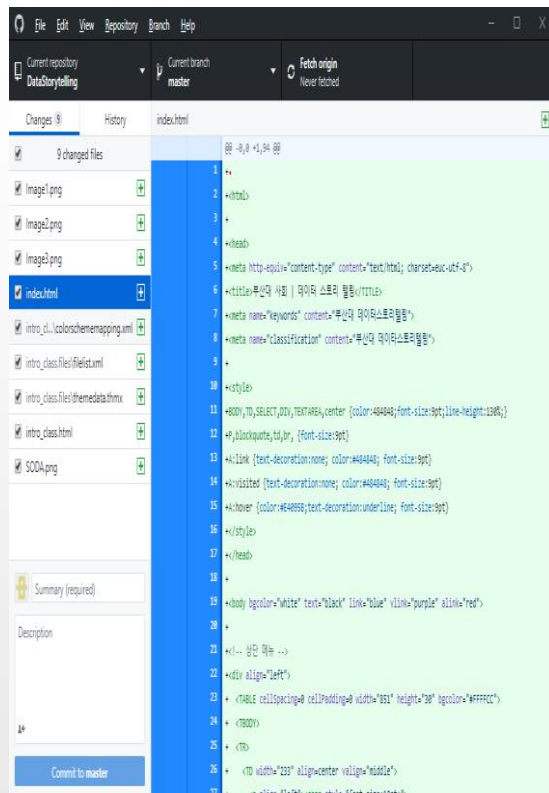 File Edit View Repository Branch Help
Current repository
DataStorytelling
Current branch
master
Fetch origin
Never fetched
Changes 9 History
9 changed files
Image1.png
Image2.png
Image3.png
index.html
intro_cl...\colorschememapping.xml
intro_class.files\filelist.xml
intro_class.files\themedata.thmx
intro_class.html
SODA.png
Summary (required)
Description
Commit to master
index.html
@@ -0,0 +1,94 @@
1 +
2 +<html>
3 +
4 +<head>
5 +<meta http-equiv="content-type" content="text/html; charset=euc-utf-8">
6 +<title>부산대 사회 | 데이터 스토리 텔링</TITLE>
7 +<meta name="keywords" content="부산대 데이타스토리텔링">
8 +<meta name="classification" content="부산대 데이타스토리텔링">
9 +
10 +<style>
11 +BODY,TD,SELECT,DIV,TEXTAREA,center {color:484848;font-size:9pt;line-height:130%;}
12 +P,blockquote,td,br, {font-size:9pt}
13 +A:link {text-decoration:none; color:#484848; font-size:9pt}
14 +A:visited {text-decoration:none; color:#484848; font-size:9pt}
15 +A:hover {color:#64095B;text-decoration:underline; font-size:9pt}
16 +</style>
17 +</head>
18 +
19 +<body bgcolor="white" text="black" link="blue" vlink="purple" alink="red">
20 +
21 +<!-- 상단 메뉴 -->
22 +<div align="left">
23 + <TABLE cellSpacing=0 cellPadding=0 width="851" height="30" bgcolor="#FFFFCC">
24 + <TBODY>
25 + <TR>
26 + <TD width="233" align=center valign="middle">
27